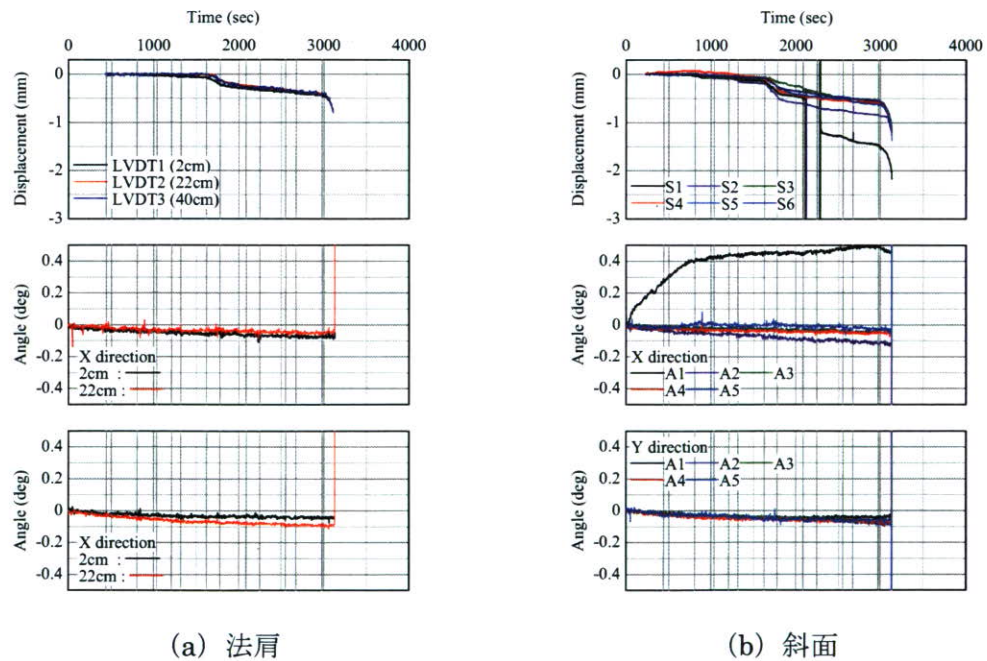 Time (sec)
0 1000 2000 3000 4000
Displacement (mm)
0
-1
-2
-3
LVDT1 (2cm)
LVDT2 (22cm)
LVDT3 (40cm)
Angle (deg)
0.4
0.2
0
-0.2
-0.4
X direction
2cm :
22cm :
Angle (deg)
0.4
0.2
0
-0.2
-0.4
X direction
2cm :
22cm :
(a) 法肩
Time (sec)
0 1000 2000 3000 4000
Displacement (mm)
0
-1
-2
-3
S1 S2 S3
S4 S5 S6
Angle (deg)
0.4
0.2
0
-0.2
-0.4
X direction
A1 A2 A3
A4 A5
Angle (deg)
0.4
0.2
0
-0.2
-0.4
Y direction
A1 A2 A3
A4 A5
(b) 斜面